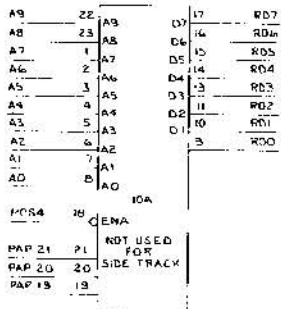 A9 22 A9 17 RD7
A8 23 A8 D7 16 RD6
A7 1 A7 D6 15 RD5
A6 2 A6 D5 14 RD4
A5 3 A5 D4 13 RD3
A4 4 A4 D3 11 RD2
A3 5 A3 D2 10 RD1
A2 6 A2 D1 9 RD0
A1 7 A1
A0 8 A0
10A
18 ENA
NOT USED
PAP 21 21 FOR
PAP 20 20 SIDE TRACK
PAP 19 19